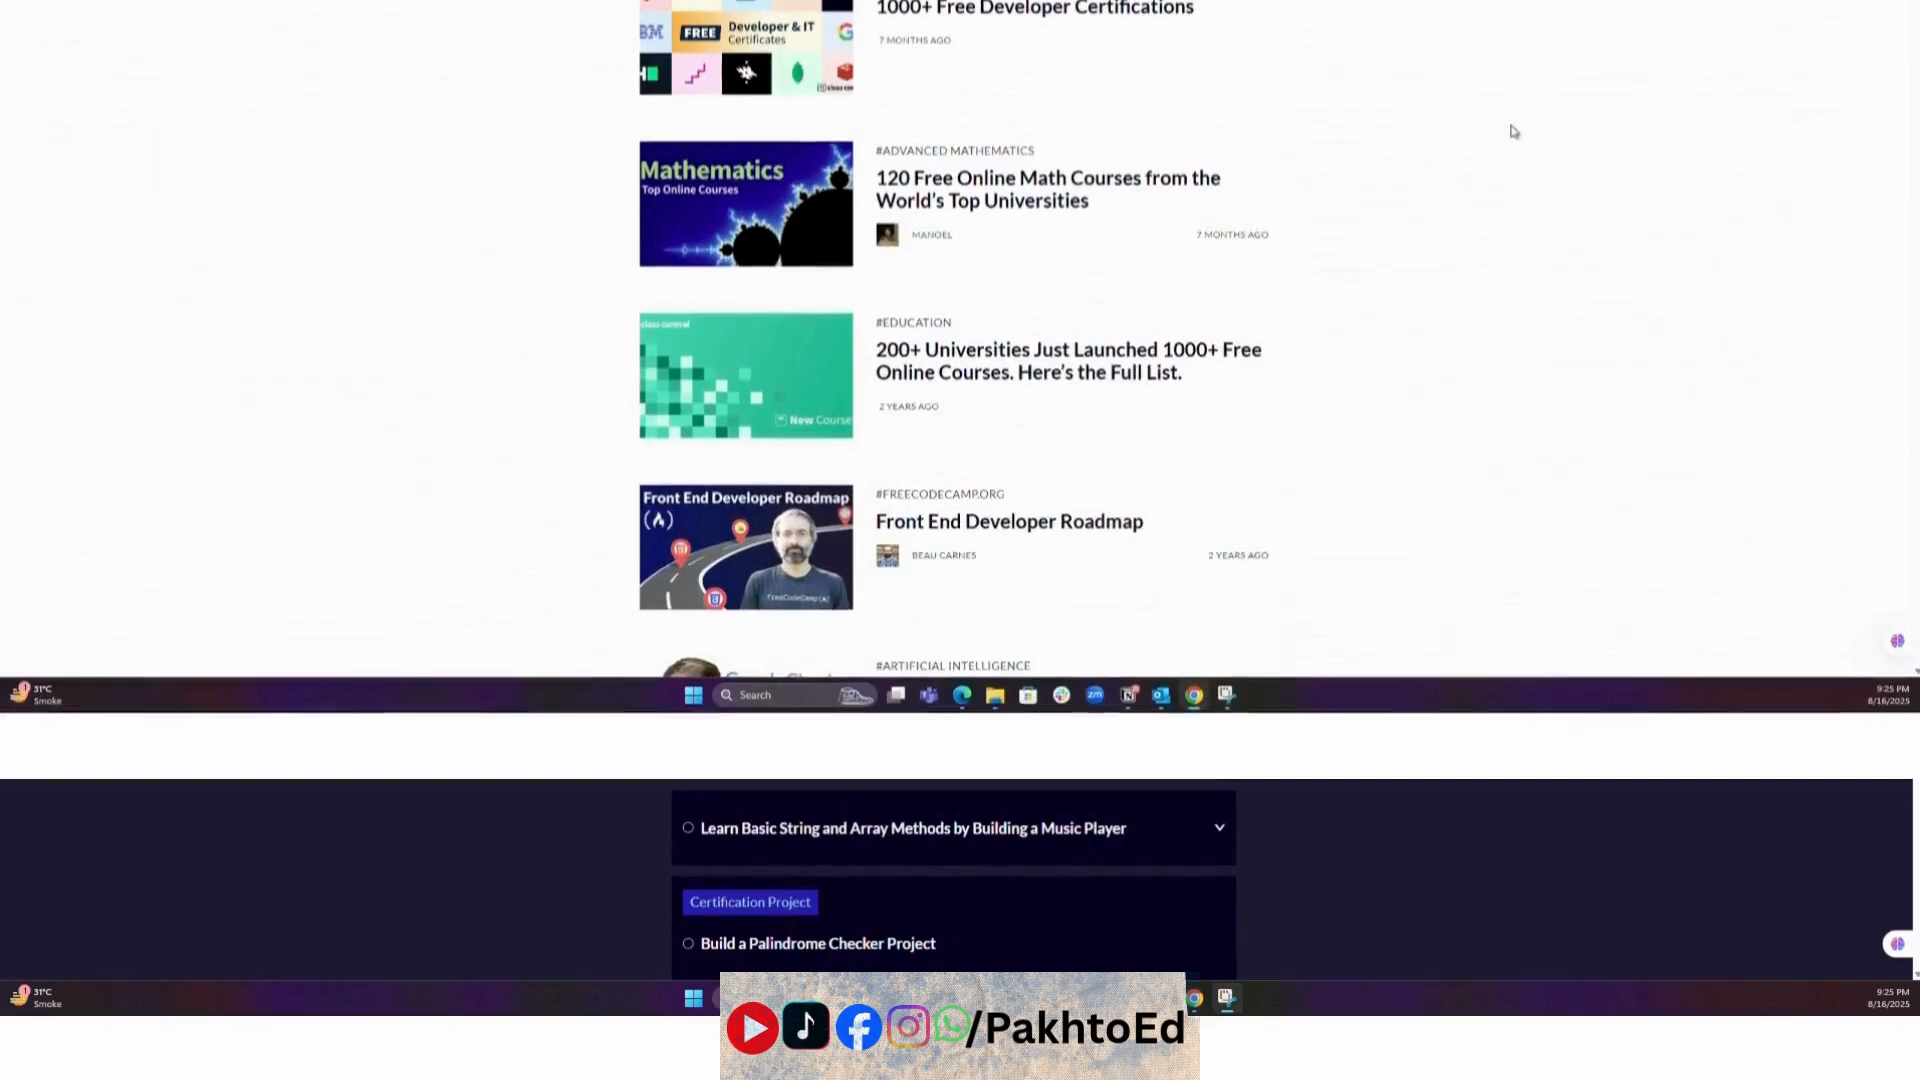 1000+ Free Developer Certifications
IBM FREE Developer & IT
Certificates
7 MONTHS AGO
Mathematics
Top Online Courses
#ADVANCED MATHEMATICS
120 Free Online Math Courses from the
World's Top Universities
MANOEL 7 MONTHS AGO
class central
New Course
#EDUCATION
200+ Universities Just Launched 1000+ Free
Online Courses. Here's the Full List.
2 YEARS AGO
Front End Developer Roadmap
freeCodeCamp(🔥)
#FREECODECAMP.ORG
Front End Developer Roadmap
BEAU CARNES 2 YEARS AGO
#ARTIFICIAL INTELLIGENCE
31°C
Smoke
Search
zm
9:25 PM
8/16/2025
Learn Basic String and Array Methods by Building a Music Player
Certification Project
Build a Palindrome Checker Project
31°C
Smoke
9:25 PM
8/16/2025
/PakhtoEd